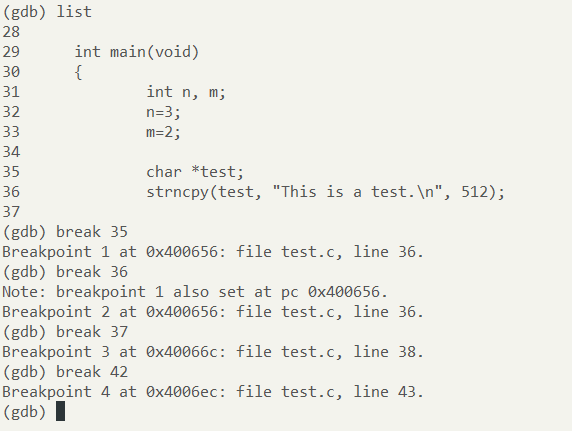 (gdb) list
28
29      int main(void)
30      {
31              int n, m;
32              n=3;
33              m=2;
34
35              char *test;
36              strncpy(test, "This is a test.\n", 512);
37
(gdb) break 35
Breakpoint 1 at 0x400656: file test.c, line 36.
(gdb) break 36
Note: breakpoint 1 also set at pc 0x400656.
Breakpoint 2 at 0x400656: file test.c, line 36.
(gdb) break 37
Breakpoint 3 at 0x40066c: file test.c, line 38.
(gdb) break 42
Breakpoint 4 at 0x4006ec: file test.c, line 43.
(gdb)